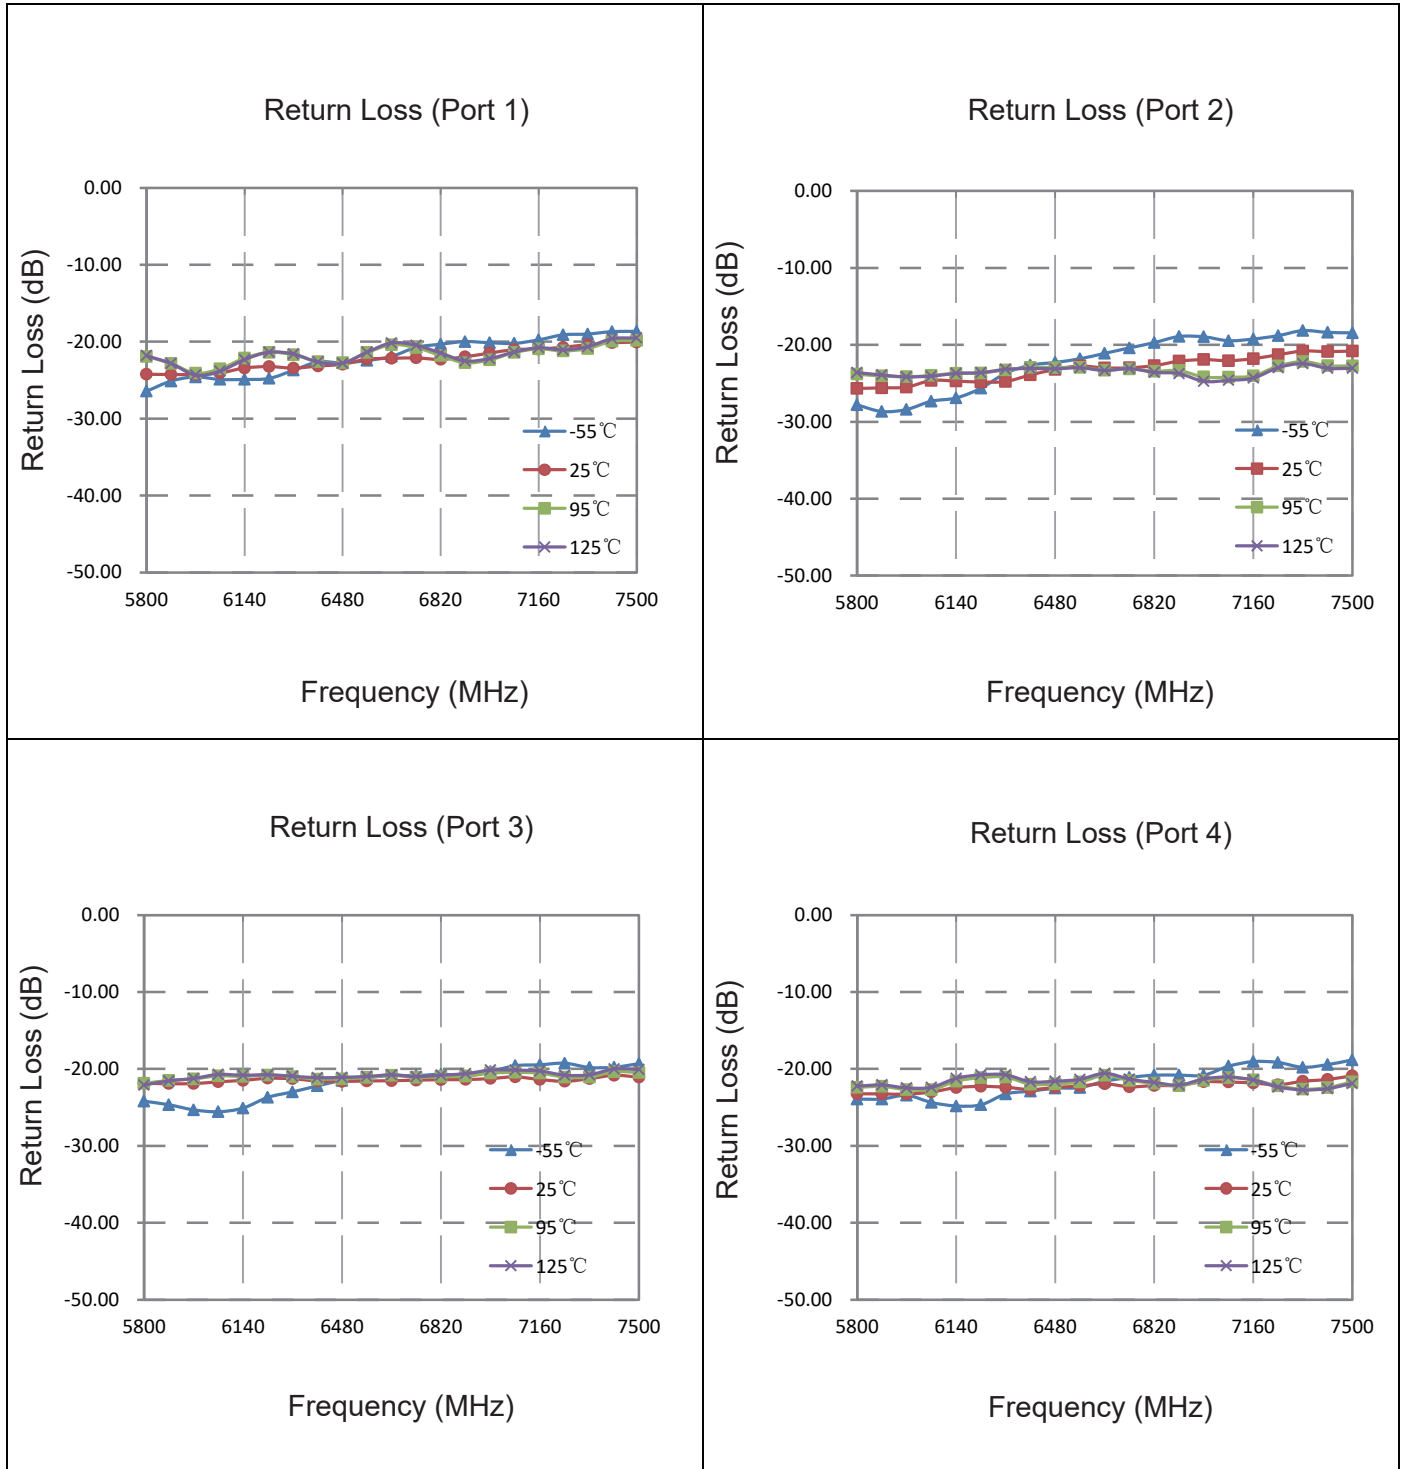 Return Loss (Port 1)
Return Loss (dB)
0.00
-10.00
-20.00
-30.00
-40.00
-50.00
-55℃
25℃
95℃
125℃
5800 6140 6480 6820 7160 7500
Frequency (MHz)
Return Loss (Port 2)
Return Loss (dB)
0.00
-10.00
-20.00
-30.00
-40.00
-50.00
-55℃
25℃
95℃
125℃
5800 6140 6480 6820 7160 7500
Frequency (MHz)
Return Loss (Port 3)
Return Loss (dB)
0.00
-10.00
-20.00
-30.00
-40.00
-50.00
-55℃
25℃
95℃
125℃
5800 6140 6480 6820 7160 7500
Frequency (MHz)
Return Loss (Port 4)
Return Loss (dB)
0.00
-10.00
-20.00
-30.00
-40.00
-50.00
-55℃
25℃
95℃
125℃
5800 6140 6480 6820 7160 7500
Frequency (MHz)